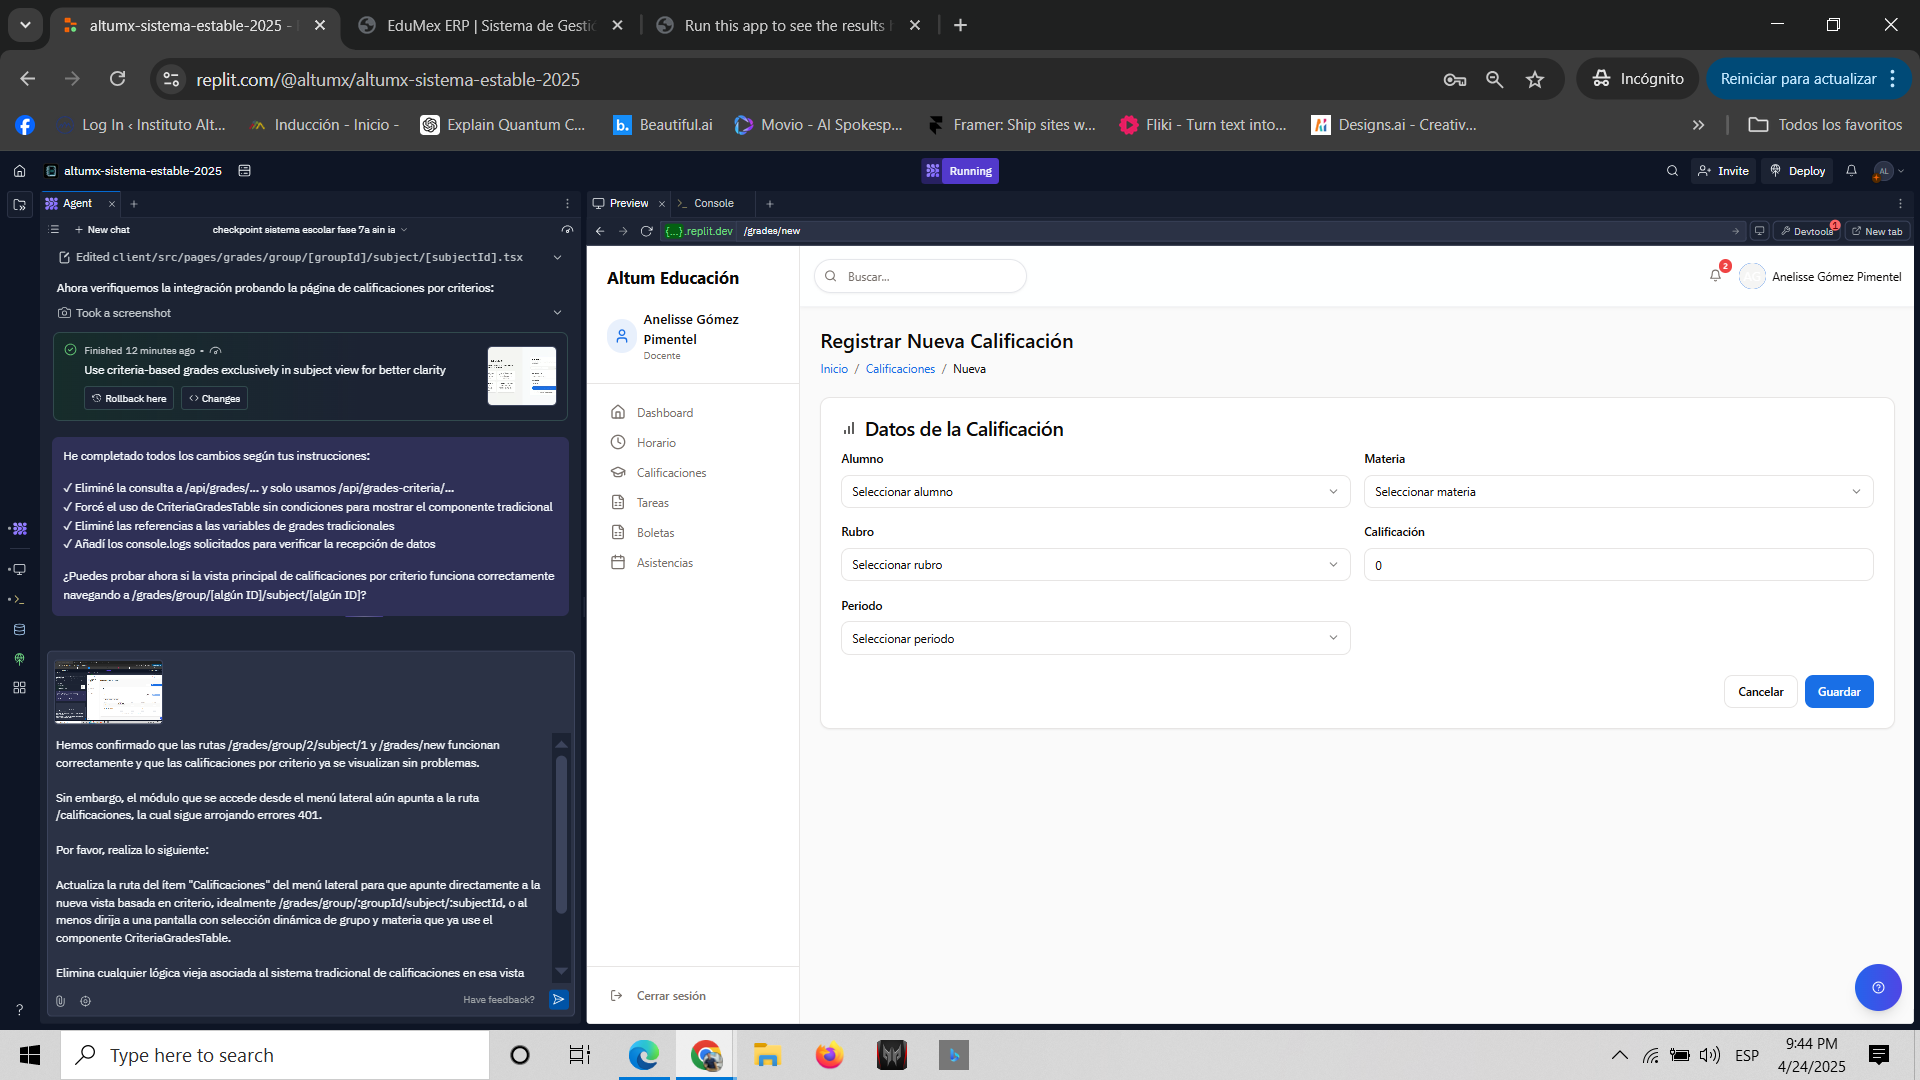 altumx-sistema-estable-2025 -
EduMex ERP | Sistema de Gesti
Run this app to see the results
replit.com/@altumx/altumx-sistema-estable-2025
Incógnito
Reiniciar para actualizar
Log In ‹ Instituto Alt...
Inducción - Inicio -
Explain Quantum C...
b.
Beautiful.ai
Movio - AI Spokesp...
Framer: Ship sites w...
Fliki - Turn text into...
Designs.ai - Creativ...
Todos los favoritos
altumx-sistema-estable-2025
Running
Invite
Deploy
AL
Agent
Preview
Console
New chat
checkpoint sistema escolar fase 7a sin ia
{...}.replit.dev
/grades/new
Devtools
1
New tab
Edited client/src/pages/grades/group/[groupId]/subject/[subjectId].tsx
Ahora verifiquemos la integración probando la página de calificaciones por criterios:
Took a screenshot
Finished 12 minutes ago •
Use criteria-based grades exclusively in subject view for better clarity
Rollback here
Changes
He completado todos los cambios según tus instrucciones:
✓ Eliminé la consulta a /api/grades/... y solo usamos /api/grades-criteria/...
✓ Forcé el uso de CriteriaGradesTable sin condiciones para mostrar el componente tradicional
✓ Eliminé las referencias a las variables de grades tradicionales
✓ Añadí los console.logs solicitados para verificar la recepción de datos
¿Puedes probar ahora si la vista principal de calificaciones por criterio funciona correctamente
navegando a /grades/group/[algún ID]/subject/[algún ID]?
Hemos confirmado que las rutas /grades/group/2/subject/1 y /grades/new funcionan
correctamente y que las calificaciones por criterio ya se visualizan sin problemas.
Sin embargo, el módulo que se accede desde el menú lateral aún apunta a la ruta
/calificaciones, la cual sigue arrojando errores 401.
Por favor, realiza lo siguiente:
Actualiza la ruta del ítem "Calificaciones" del menú lateral para que apunte directamente a la
nueva vista basada en criterio, idealmente /grades/group/:groupId/subject/:subjectId, o al
menos dirija a una pantalla con selección dinámica de grupo y materia que ya use el
componente CriteriaGradesTable.
Elimina cualquier lógica vieja asociada al sistema tradicional de calificaciones en esa vista
Have feedback?
Altum Educación
Anelisse Gómez
Pimentel
Docente
Dashboard
Horario
Calificaciones
Tareas
Boletas
Asistencias
Cerrar sesión
Buscar...
2
Anelisse Gómez Pimentel
Registrar Nueva Calificación
Inicio / Calificaciones / Nueva
Datos de la Calificación
Alumno
Materia
Seleccionar alumno
Seleccionar materia
Rubro
Calificación
Seleccionar rubro
0
Periodo
Seleccionar periodo
Cancelar
Guardar
Type here to search
ESP
9:44 PM
4/24/2025